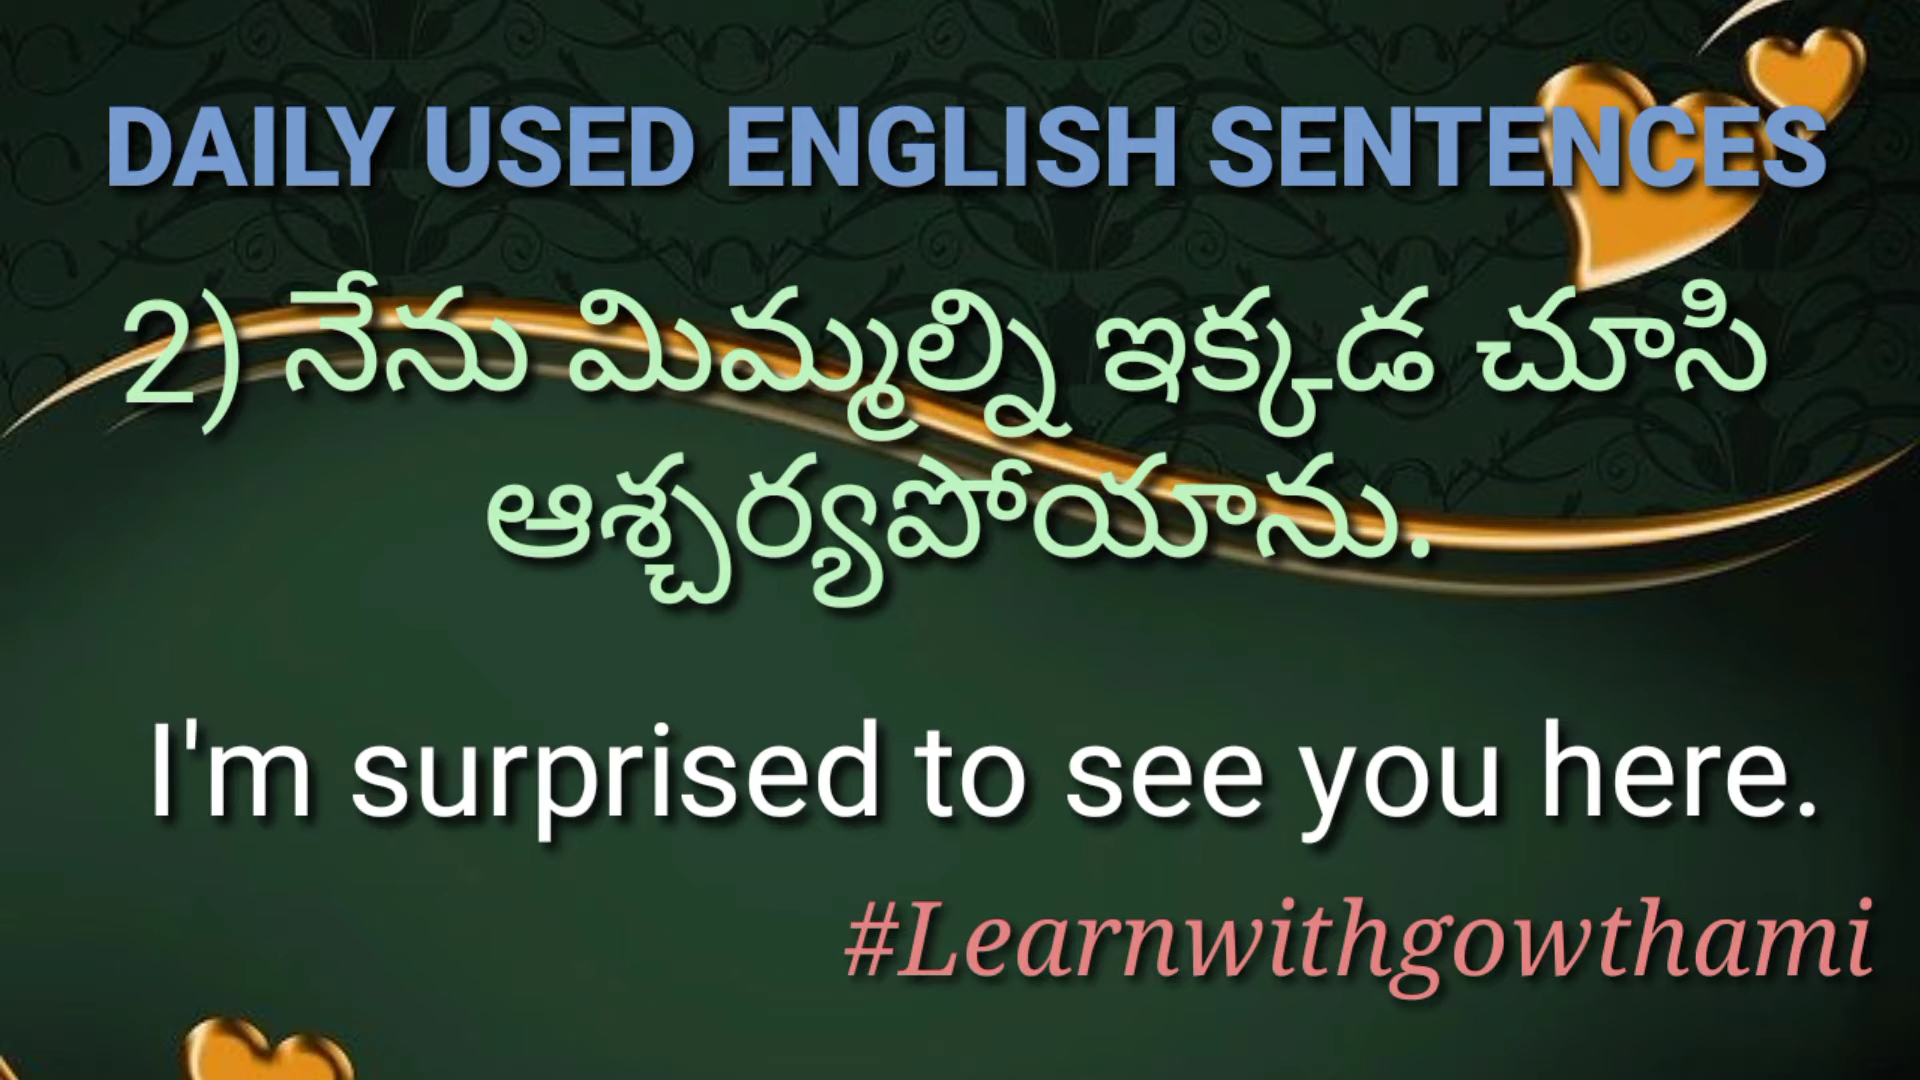 DAILY USED ENGLISH SENTENCES
2) నేను మిమ్మల్ని ఇక్కడ చూసి
ఆశ్చర్యపోయాను.
I'm surprised to see you here.
#Learnwithgowthami